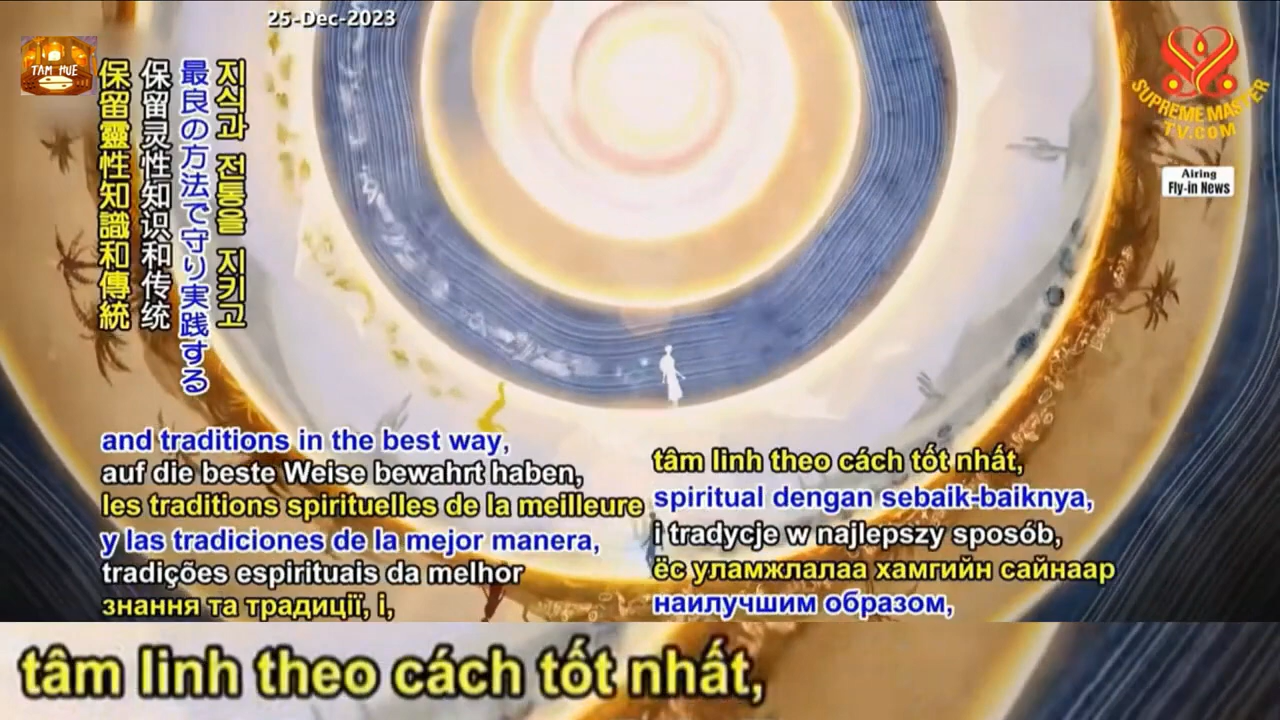 25-Dec-2023
TAM HUE
SUPREME MASTER
TV.COM
Airing
Fly-in News
지식과 전통을 지키고
最良の方法で守り実践する
保留灵性知识和传统
保留靈性知識和傳統
and traditions in the best way,
auf die beste Weise bewahrt haben,
les traditions spirituelles de la meilleure
y las tradiciones de la mejor manera,
tradições espirituais da melhor
знання та традиції, і,
tâm linh theo cách tốt nhất,
spiritual dengan sebaik-baiknya,
i tradycje w najlepszy sposób,
ёс уламжлалаа хамгийн сайнаар
наилучшим образом,
tâm linh theo cách tốt nhất,